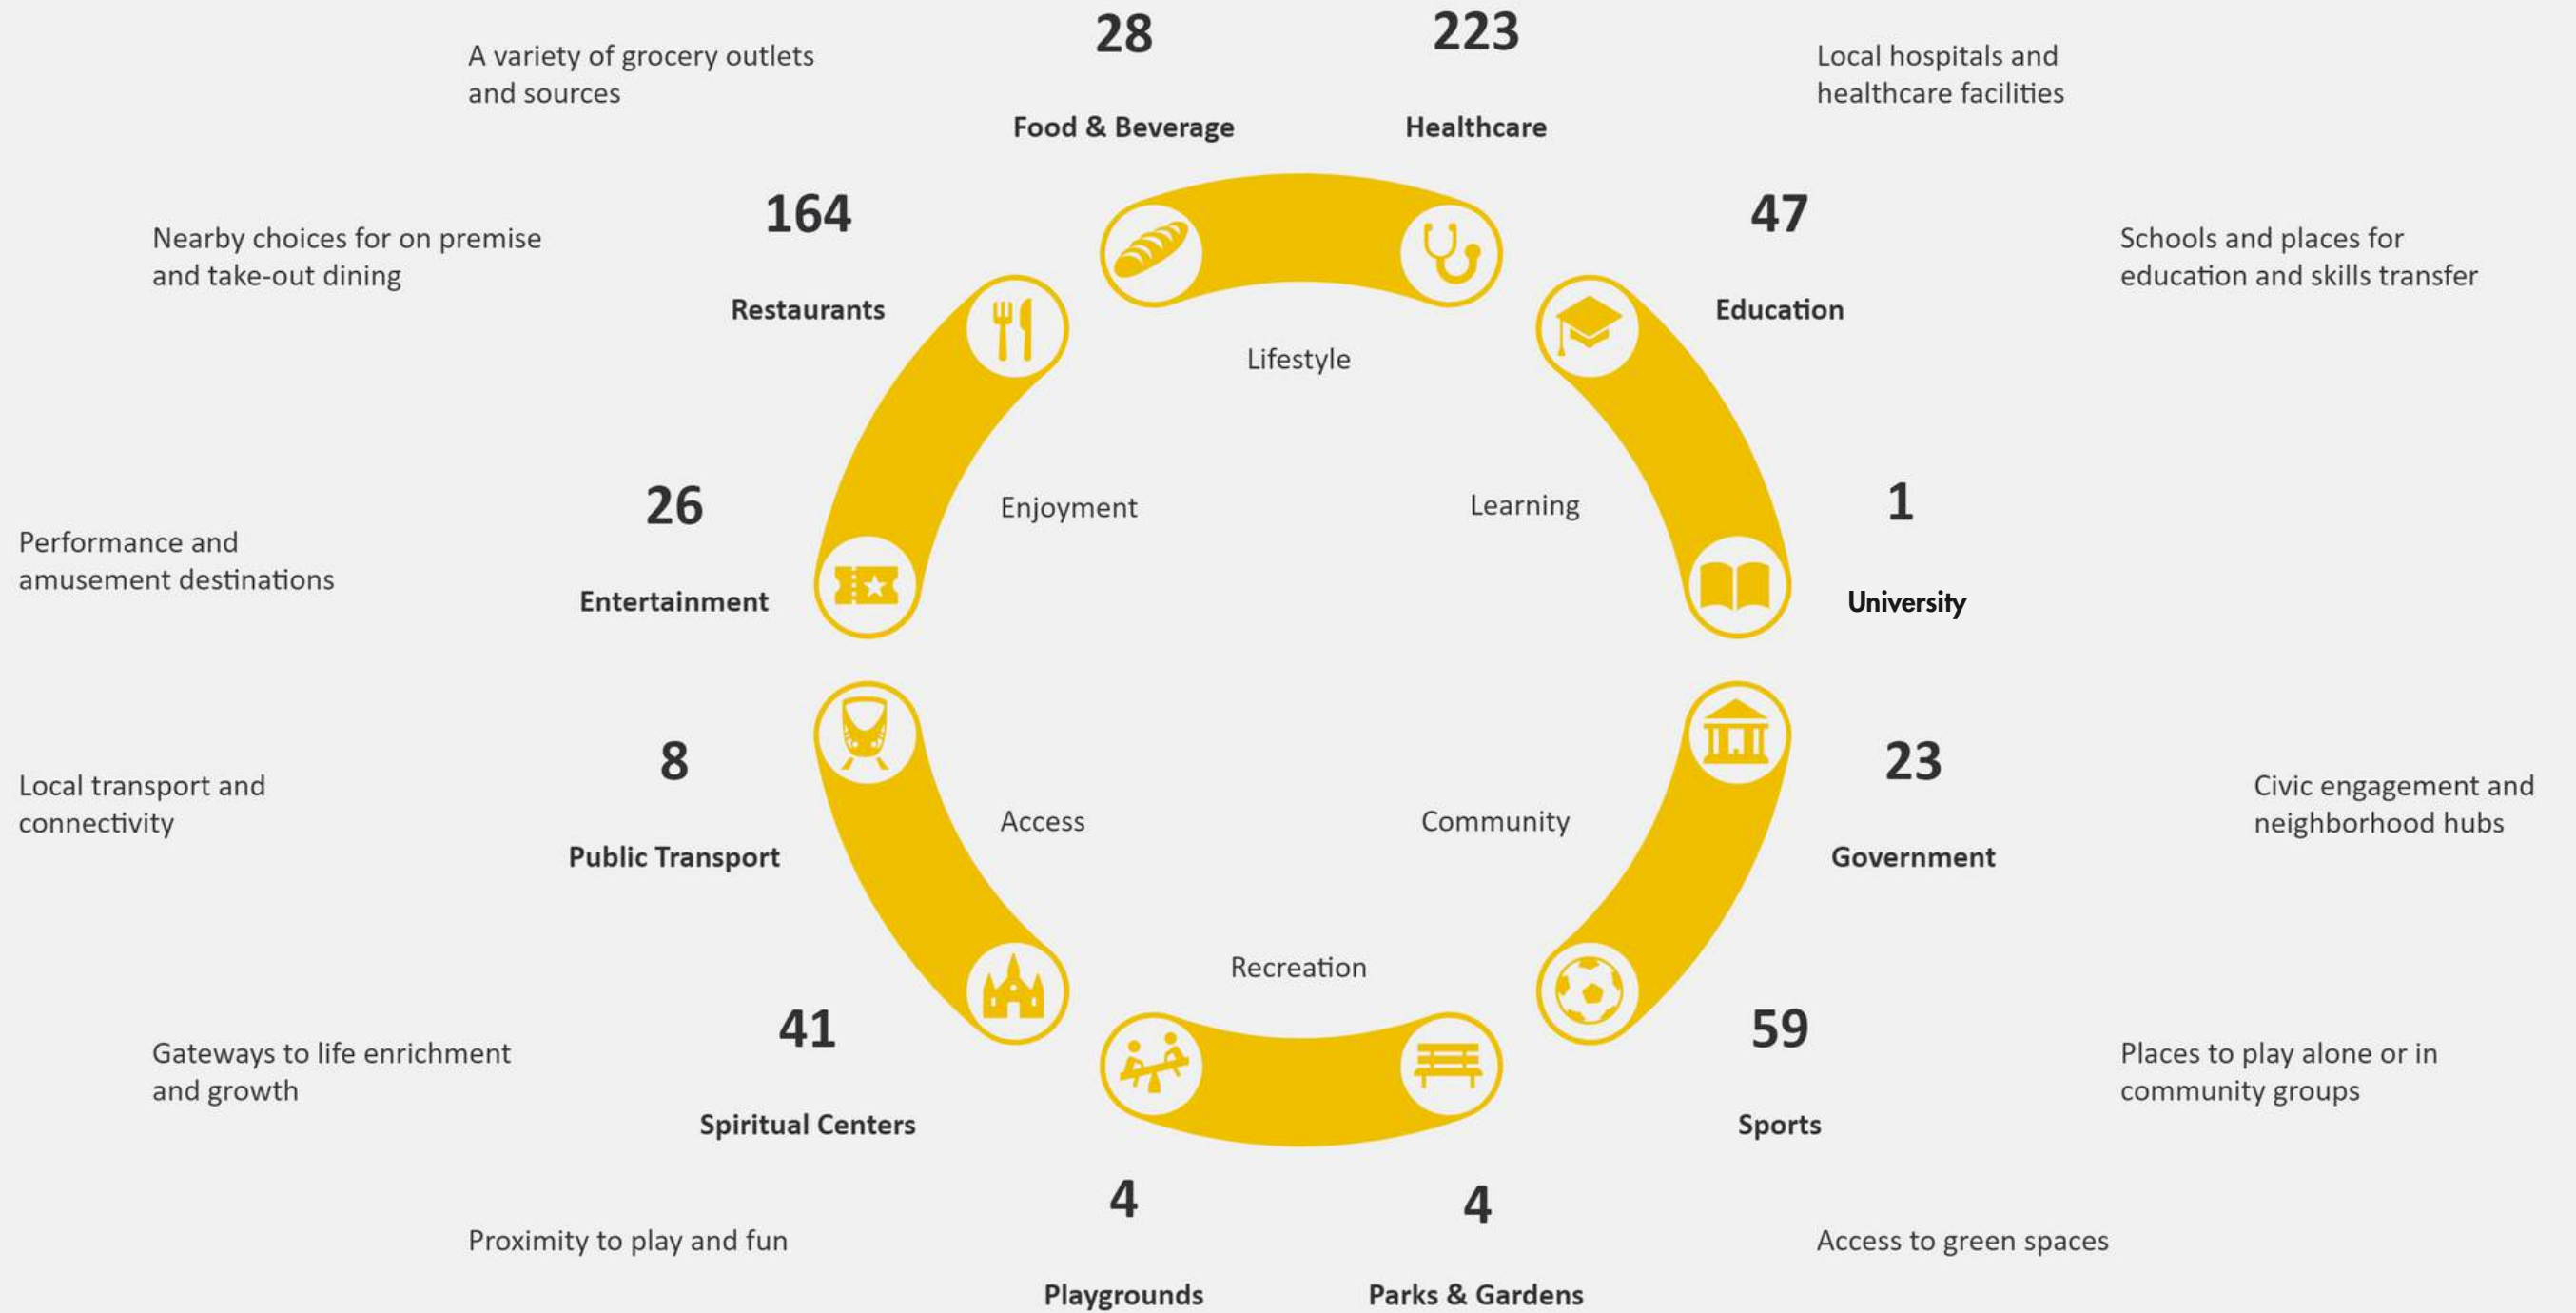 28
223
A variety of grocery outlets
and sources
Local hospitals and
healthcare facilities
Food & Beverage
Healthcare
164
47
Nearby choices for on premise
and take-out dining
Schools and places for
education and skills transfer
Restaurants
Education
Lifestyle
26
Enjoyment
Learning
1
Performance and
amusement destinations
Entertainment
University
8
23
Local transport and
connectivity
Civic engagement and
neighborhood hubs
Access
Community
Public Transport
Government
Recreation
41
59
Gateways to life enrichment
and growth
Places to play alone or in
community groups
Spiritual Centers
Sports
4
4
Proximity to play and fun
Access to green spaces
Playgrounds
Parks & Gardens